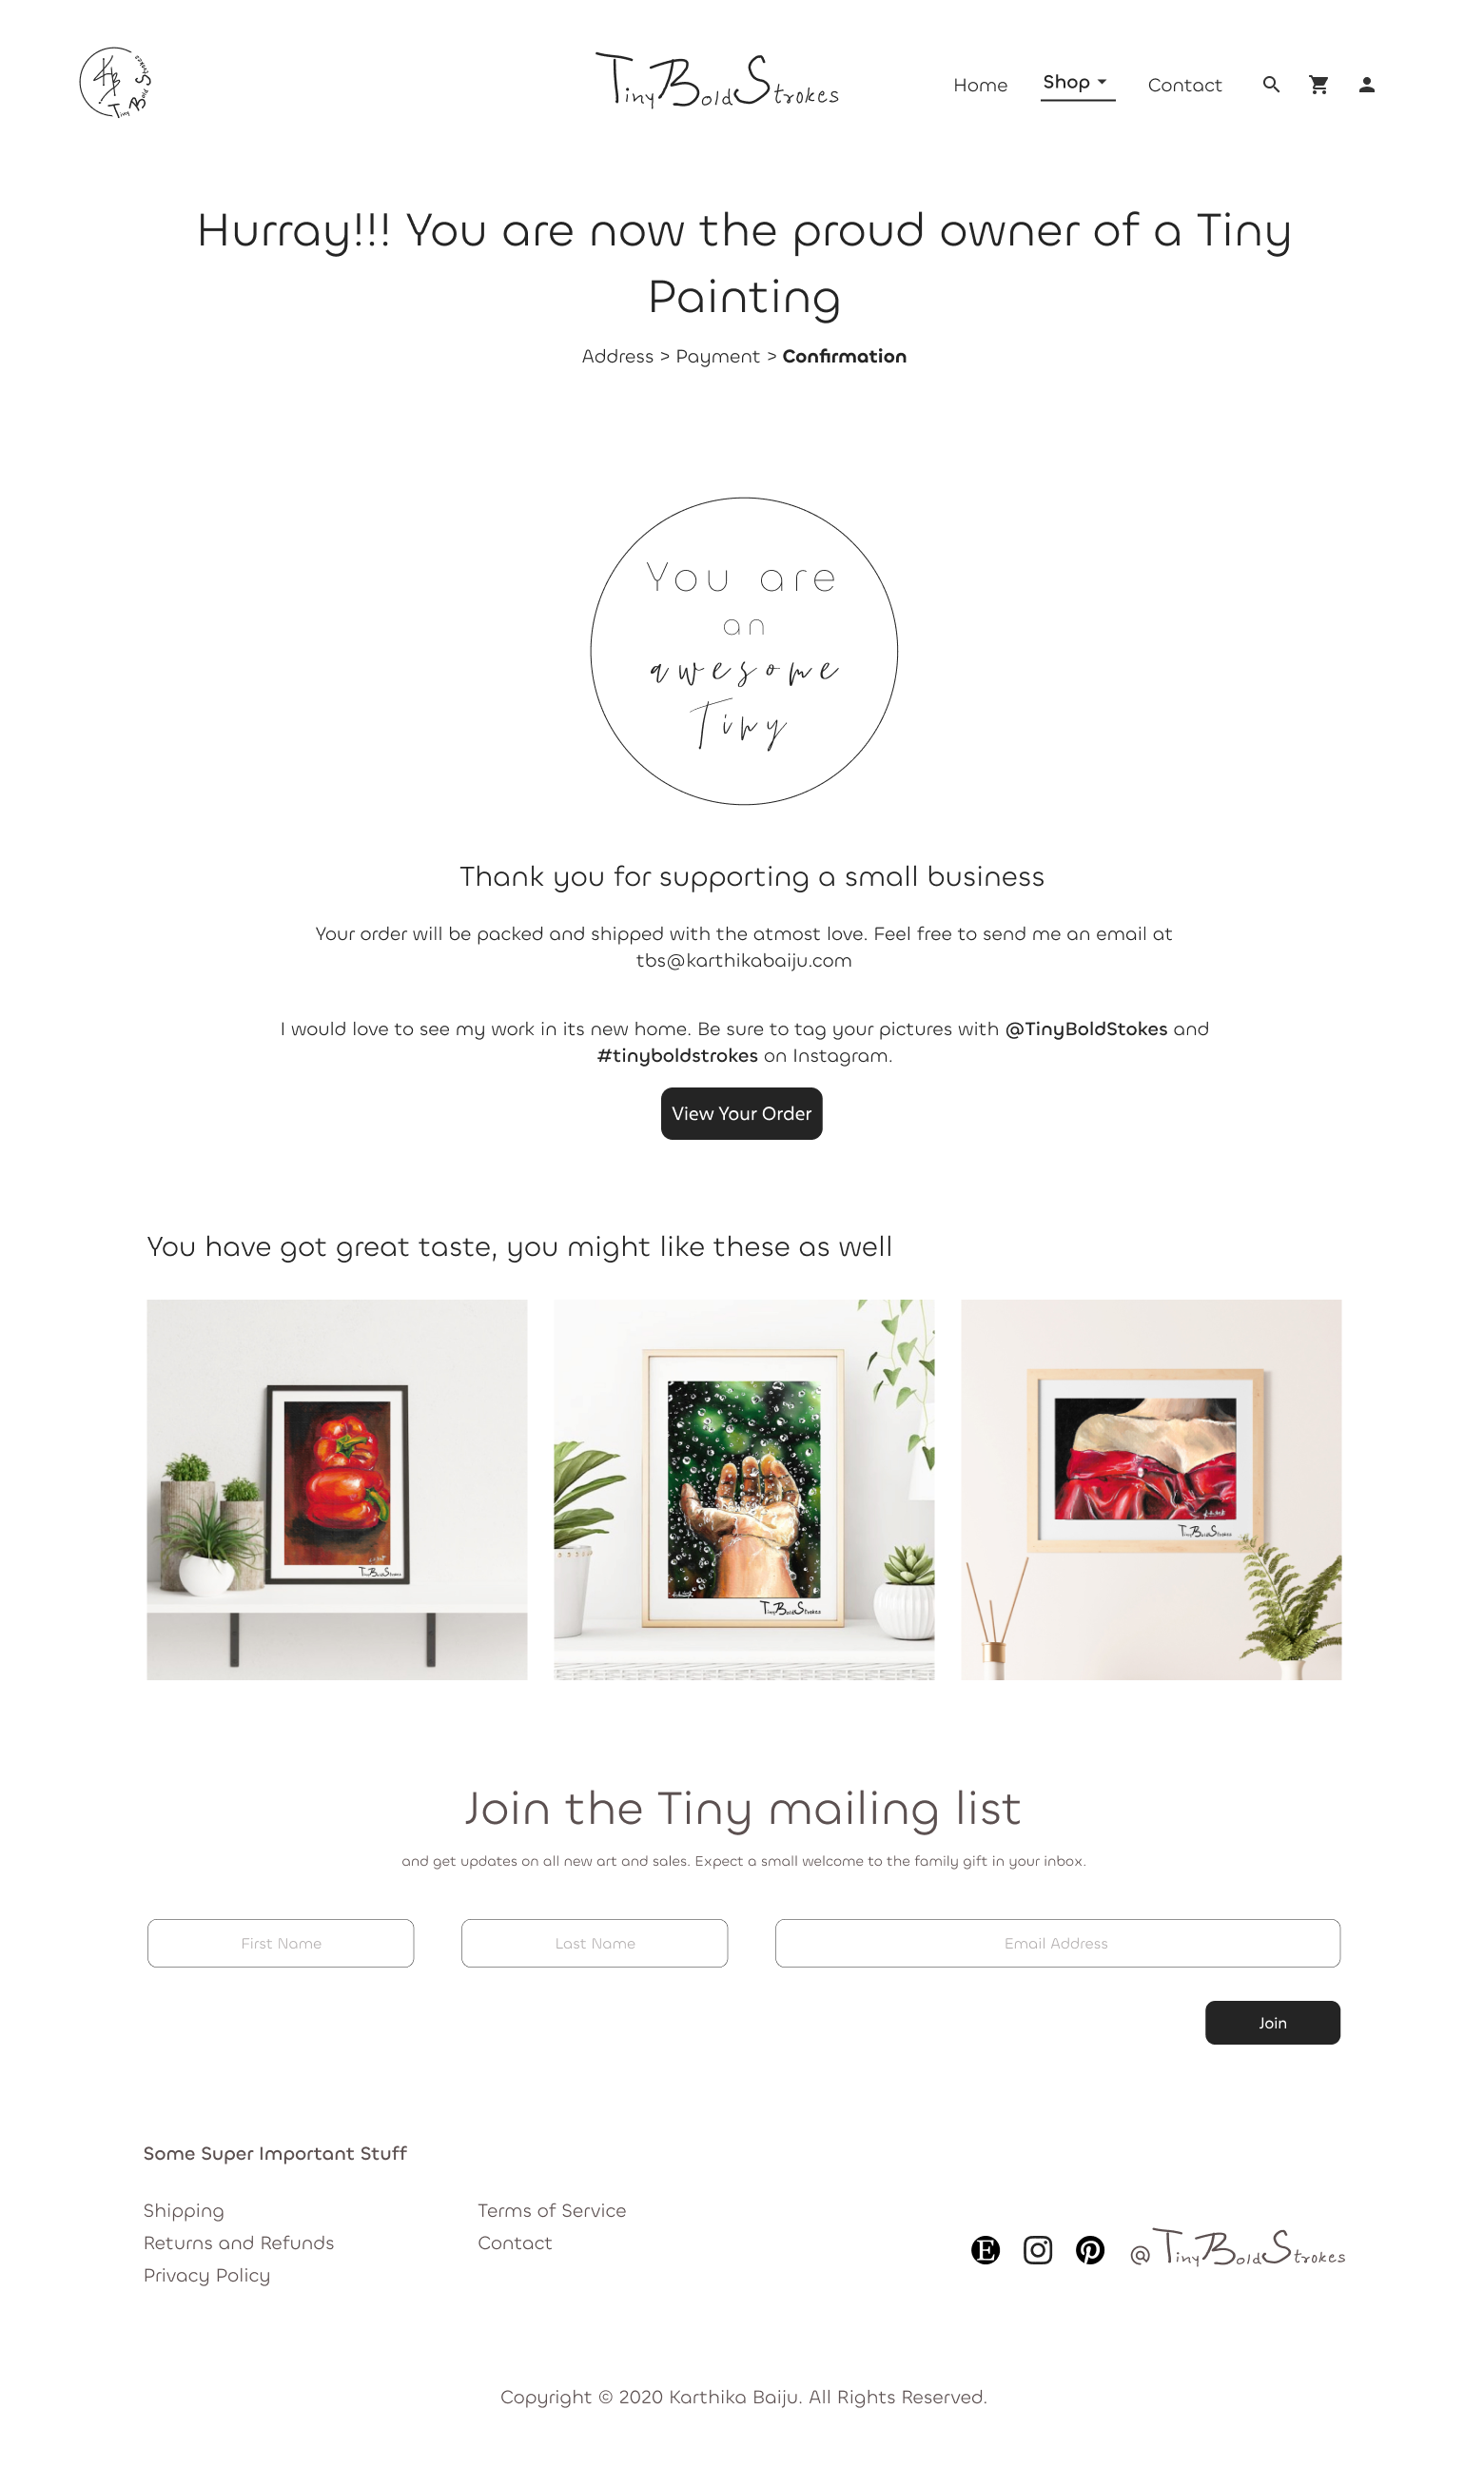 KB
Tiny Bold Strokes
TinyBoldStrokes
Home
Shop
Contact
Hurray!!! You are now the proud owner of a Tiny
Painting
Address > Payment > Confirmation
You are
an
awesome
Tiny
Thank you for supporting a small business
Your order will be packed and shipped with the atmost love. Feel free to send me an email at
tbs@karthikabaiju.com
I would love to see my work in its new home. Be sure to tag your pictures with @TinyBoldStokes and
#tinyboldstrokes on Instagram.
View Your Order
You have got great taste, you might like these as well
TinyBoldStrokes
TinyBoldStrokes
TinyBoldStrokes
Join the Tiny mailing list
and get updates on all new art and sales. Expect a small welcome to the family gift in your inbox.
First Name
Last Name
Email Address
Join
Some Super Important Stuff
Shipping
Terms of Service
Returns and Refunds
Contact
Privacy Policy
@TinyBoldStrokes
Copyright © 2020 Karthika Baiju. All Rights Reserved.